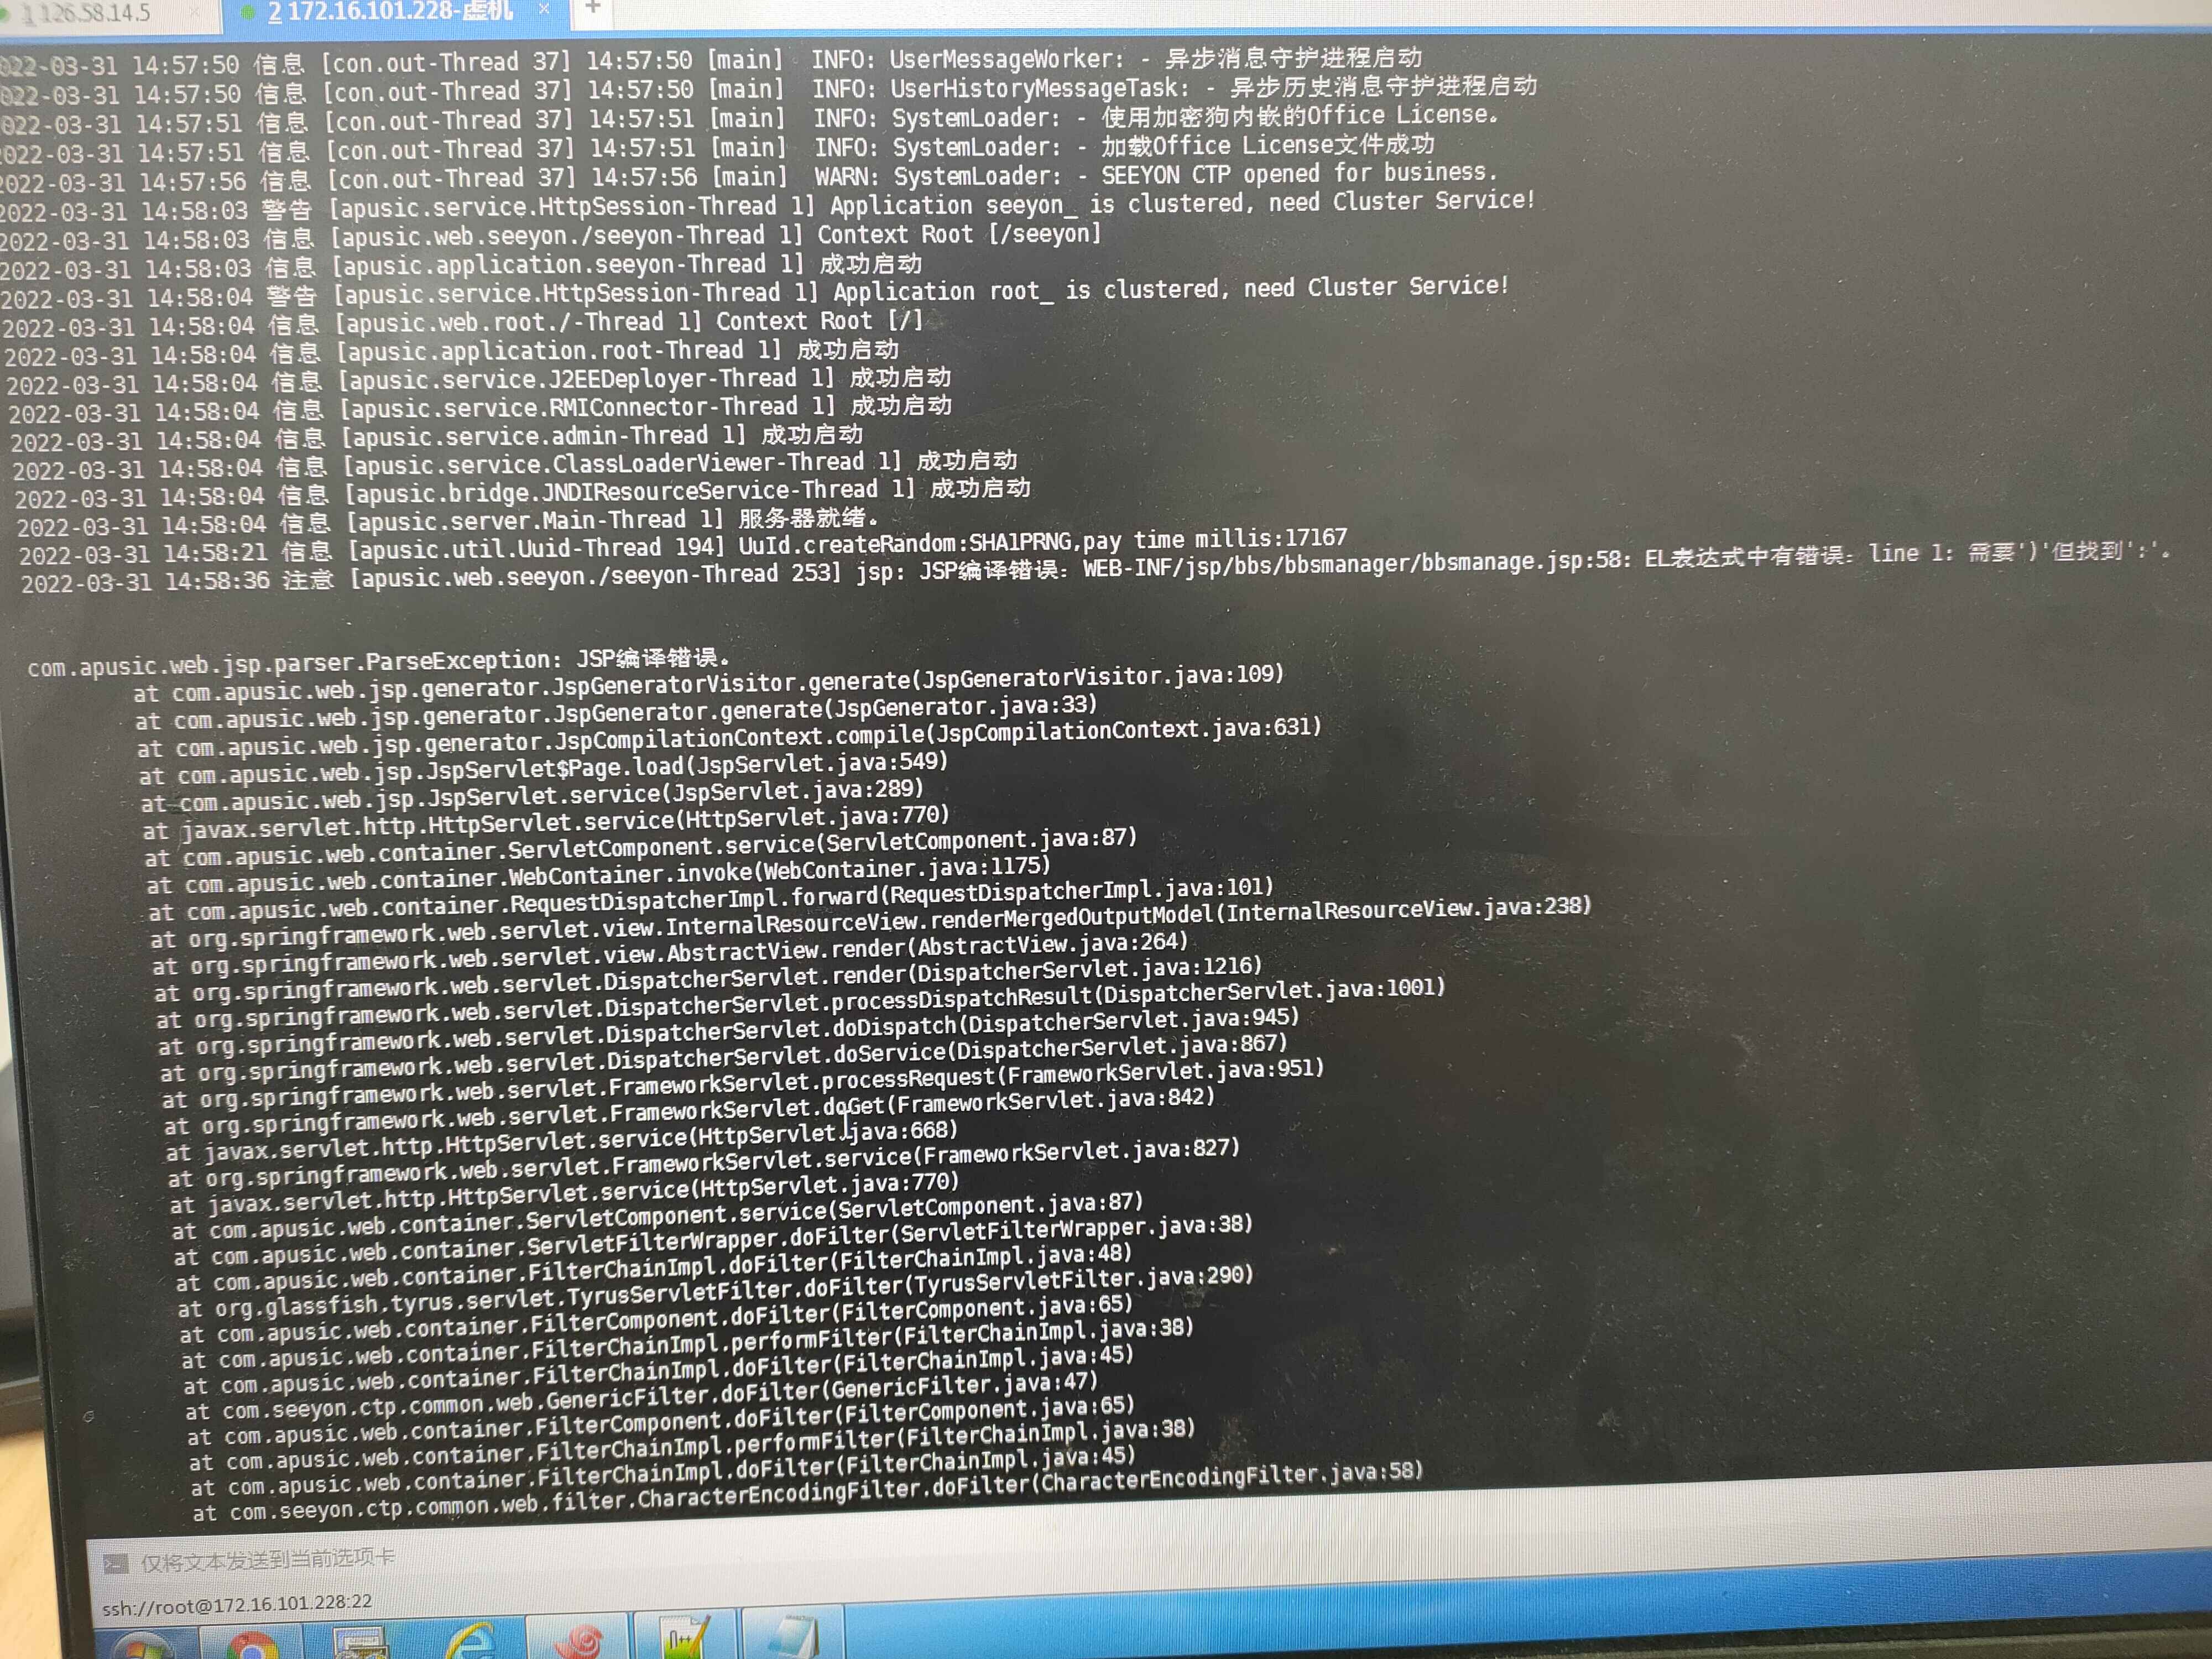 1 126.58.14.5 × 2 172.16.101.228-虚机 × +
2022-03-31 14:57:50 信息 [con.out-Thread 37] 14:57:50 [main]  INFO: UserMessageWorker: - 异步消息守护进程启动
2022-03-31 14:57:50 信息 [con.out-Thread 37] 14:57:50 [main]  INFO: UserHistoryMessageTask: - 异步历史消息守护进程启动
2022-03-31 14:57:51 信息 [con.out-Thread 37] 14:57:51 [main]  INFO: SystemLoader: - 使用加密狗内嵌的Office License。
2022-03-31 14:57:51 信息 [con.out-Thread 37] 14:57:51 [main]  INFO: SystemLoader: - 加载Office License文件成功
2022-03-31 14:57:56 信息 [con.out-Thread 37] 14:57:56 [main]  WARN: SystemLoader: - SEEYON CTP opened for business.
2022-03-31 14:58:03 警告 [apusic.service.HttpSession-Thread 1] Application seeyon_ is clustered, need Cluster Service!
2022-03-31 14:58:03 信息 [apusic.web.seeyon./seeyon-Thread 1] Context Root [/seeyon]
2022-03-31 14:58:03 信息 [apusic.application.seeyon-Thread 1] 成功启动
2022-03-31 14:58:04 警告 [apusic.service.HttpSession-Thread 1] Application root_ is clustered, need Cluster Service!
2022-03-31 14:58:04 信息 [apusic.web.root./-Thread 1] Context Root [/]
2022-03-31 14:58:04 信息 [apusic.application.root-Thread 1] 成功启动
2022-03-31 14:58:04 信息 [apusic.service.J2EEDeployer-Thread 1] 成功启动
2022-03-31 14:58:04 信息 [apusic.service.RMIConnector-Thread 1] 成功启动
2022-03-31 14:58:04 信息 [apusic.service.admin-Thread 1] 成功启动
2022-03-31 14:58:04 信息 [apusic.service.ClassLoaderViewer-Thread 1] 成功启动
2022-03-31 14:58:04 信息 [apusic.bridge.JNDIResourceService-Thread 1] 成功启动
2022-03-31 14:58:04 信息 [apusic.server.Main-Thread 1] 服务器就绪。
2022-03-31 14:58:21 信息 [apusic.util.Uuid-Thread 194] UuId.createRandom:SHA1PRNG,pay time millis:17167
2022-03-31 14:58:36 注意 [apusic.web.seeyon./seeyon-Thread 253] jsp: JSP编译错误: WEB-INF/jsp/bbs/bbsmanager/bbsmanage.jsp:58: EL表达式中有错误: line 1: 需要')'但找到':'。
com.apusic.web.jsp.parser.ParseException: JSP编译错误。
at com.apusic.web.jsp.generator.JspGeneratorVisitor.generate(JspGeneratorVisitor.java:109)
at com.apusic.web.jsp.generator.JspGenerator.generate(JspGenerator.java:33)
at com.apusic.web.jsp.generator.JspCompilationContext.compile(JspCompilationContext.java:631)
at com.apusic.web.jsp.JspServlet$Page.load(JspServlet.java:549)
at com.apusic.web.jsp.JspServlet.service(JspServlet.java:289)
at javax.servlet.http.HttpServlet.service(HttpServlet.java:770)
at com.apusic.web.container.ServletComponent.service(ServletComponent.java:87)
at com.apusic.web.container.WebContainer.invoke(WebContainer.java:1175)
at com.apusic.web.container.RequestDispatcherImpl.forward(RequestDispatcherImpl.java:101)
at org.springframework.web.servlet.view.InternalResourceView.renderMergedOutputModel(InternalResourceView.java:238)
at org.springframework.web.servlet.view.AbstractView.render(AbstractView.java:264)
at org.springframework.web.servlet.DispatcherServlet.render(DispatcherServlet.java:1216)
at org.springframework.web.servlet.DispatcherServlet.processDispatchResult(DispatcherServlet.java:1001)
at org.springframework.web.servlet.DispatcherServlet.doDispatch(DispatcherServlet.java:945)
at org.springframework.web.servlet.DispatcherServlet.doService(DispatcherServlet.java:867)
at org.springframework.web.servlet.FrameworkServlet.processRequest(FrameworkServlet.java:951)
at org.springframework.web.servlet.FrameworkServlet.doGet(FrameworkServlet.java:842)
at javax.servlet.http.HttpServlet.service(HttpServlet.java:668)
at org.springframework.web.servlet.FrameworkServlet.service(FrameworkServlet.java:827)
at javax.servlet.http.HttpServlet.service(HttpServlet.java:770)
at com.apusic.web.container.ServletComponent.service(ServletComponent.java:87)
at com.apusic.web.container.ServletFilterWrapper.doFilter(ServletFilterWrapper.java:38)
at com.apusic.web.container.FilterChainImpl.doFilter(FilterChainImpl.java:48)
at org.glassfish.tyrus.servlet.TyrusServletFilter.doFilter(TyrusServletFilter.java:290)
at com.apusic.web.container.FilterComponent.doFilter(FilterComponent.java:65)
at com.apusic.web.container.FilterChainImpl.performFilter(FilterChainImpl.java:38)
at com.apusic.web.container.FilterChainImpl.doFilter(FilterChainImpl.java:45)
at com.seeyon.ctp.common.web.GenericFilter.doFilter(GenericFilter.java:47)
at com.apusic.web.container.FilterComponent.doFilter(FilterComponent.java:65)
at com.apusic.web.container.FilterChainImpl.performFilter(FilterChainImpl.java:38)
at com.apusic.web.container.FilterChainImpl.doFilter(FilterChainImpl.java:45)
at com.seeyon.ctp.common.web.filter.CharacterEncodingFilter.doFilter(CharacterEncodingFilter.java:58)
仅将文本发送到当前选项卡
ssh://root@172.16.101.228:22